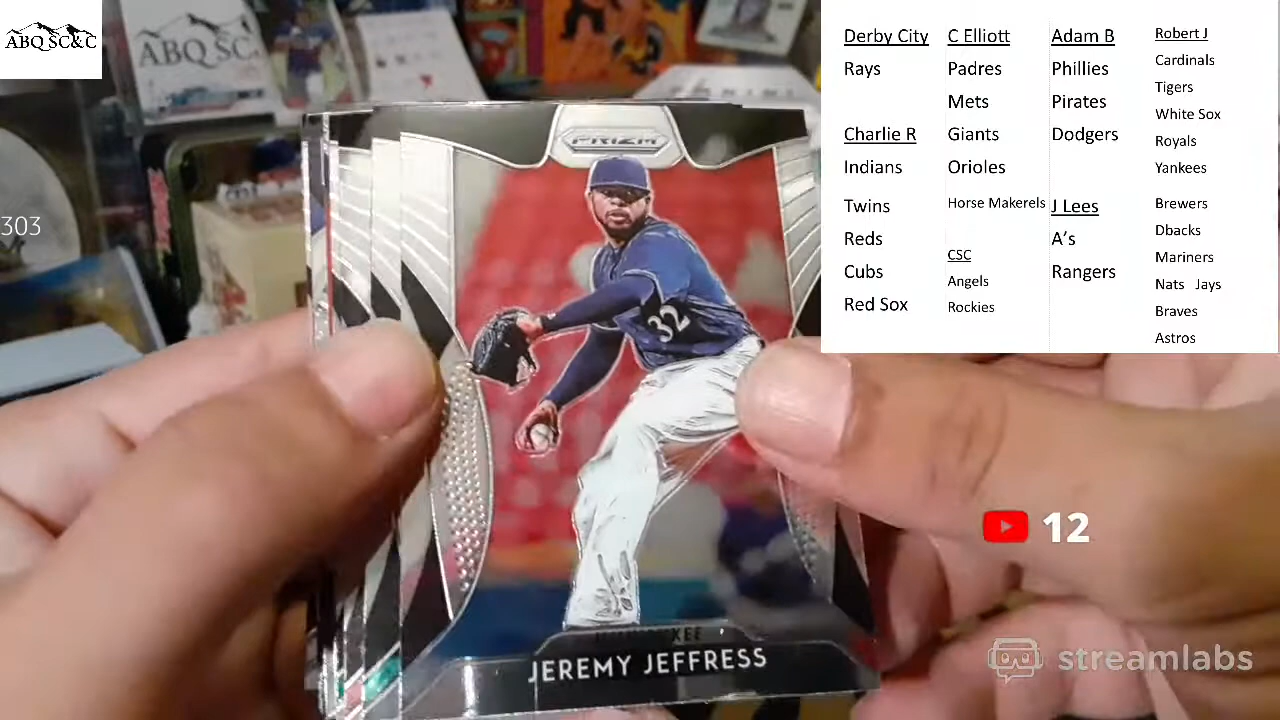 ABQ SC&C
ABQ SC
303
PRIZM
32
JEREMY JEFFRESS
Derby City
Rays
Charlie R
Indians
Twins
Reds
Cubs
Red Sox
C Elliott
Padres
Mets
Giants
Orioles
Horse Makerels
CSC
Angels
Rockies
Adam B
Phillies
Pirates
Dodgers
J Lees
A's
Rangers
Robert J
Cardinals
Tigers
White Sox
Royals
Yankees
Brewers
Dbacks
Mariners
Nats Jays
Braves
Astros
12
streamlabs